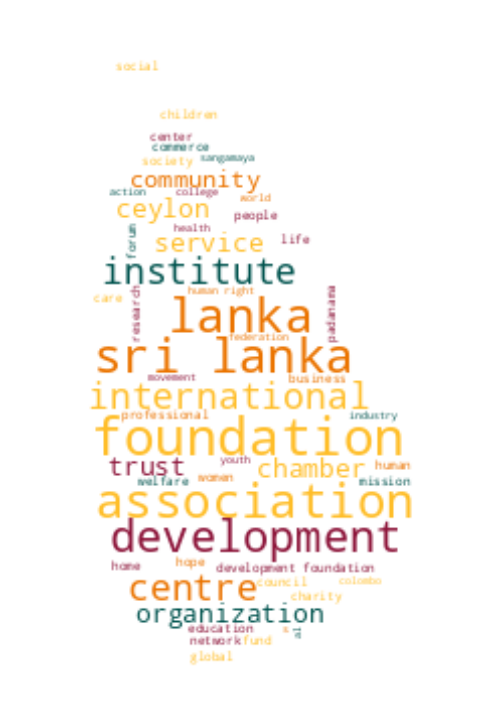 social
children
center
commerce
society sangamaya
community
action college
world
ceylon
people
health
forum
service life
institute
human right
care
research
padanama
lanka
federation
sri lanka
movement business
international
professional industry
foundation
youth
trust chamber human
welfare women mission
association
development
home hope development foundation
centre council colombo
charity
organization
education s
al
network fund
global